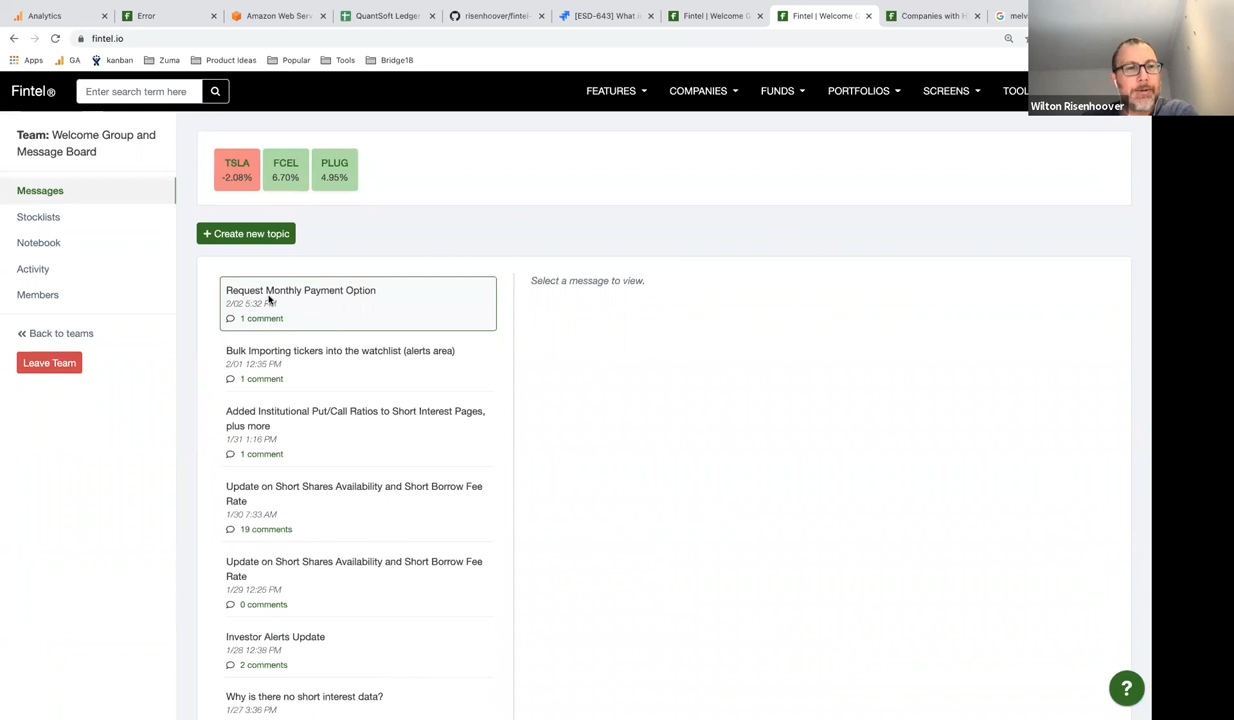 Analytics
Error
Amazon Web Serv
QuantSoft Ledger
risenhoover/fintel-
[ESD-643] What i
Fintel | Welcome G
Fintel | Welcome G
Companies with H
melv
fintel.io
Apps
GA
kanban
Zuma
Product Ideas
Popular
Tools
Bridge18
Fintel
Enter search term here
FEATURES
COMPANIES
FUNDS
PORTFOLIOS
SCREENS
TOOL
Wilton Risenhoover
Team: Welcome Group and
Message Board
Messages
Stocklists
Notebook
Activity
Members
Back to teams
Leave Team
TSLA
-2.08%
FCEL
6.70%
PLUG
4.95%
+ Create new topic
Request Monthly Payment Option
2/02 5:32 PM
1 comment
Bulk Importing tickers into the watchlist (alerts area)
2/01 12:35 PM
1 comment
Added Institutional Put/Call Ratios to Short Interest Pages,
plus more
1/31 1:16 PM
1 comment
Update on Short Shares Availability and Short Borrow Fee
Rate
1/30 7:33 AM
19 comments
Update on Short Shares Availability and Short Borrow Fee
Rate
1/29 12:25 PM
0 comments
Investor Alerts Update
1/28 12:38 PM
2 comments
Why is there no short interest data?
1/27 3:36 PM
Select a message to view.
?